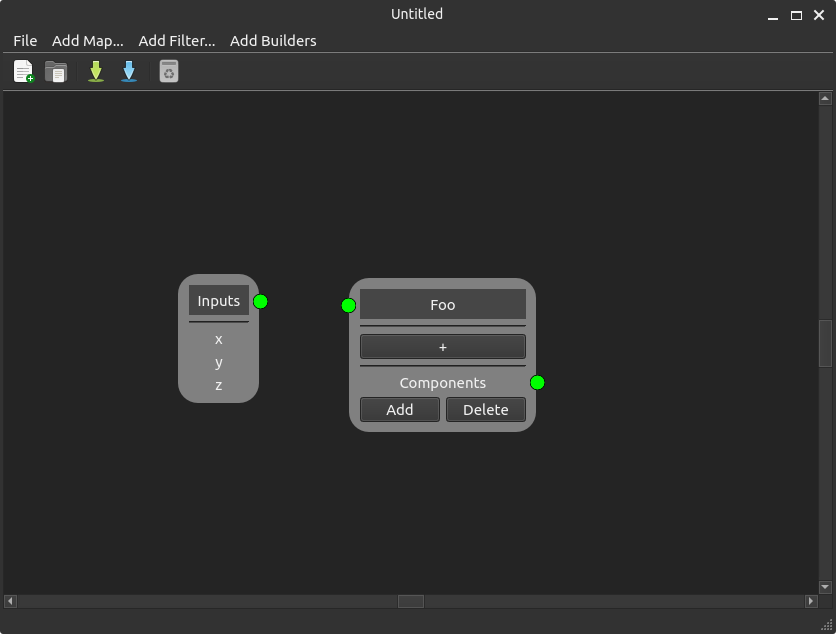 Untitled
File Add Map... Add Filter... Add Builders
Inputs
x
y
z
Foo
+
Components
Add Delete